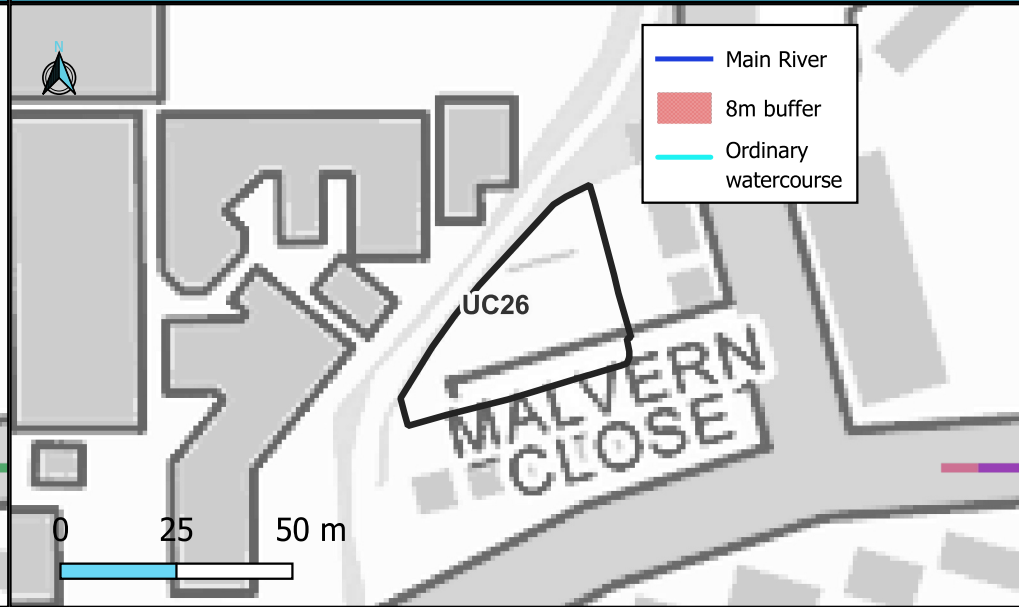 N
Main River
8m buffer
Ordinary
watercourse
UC26
MALVERN
CLOSE
0 25 50 m